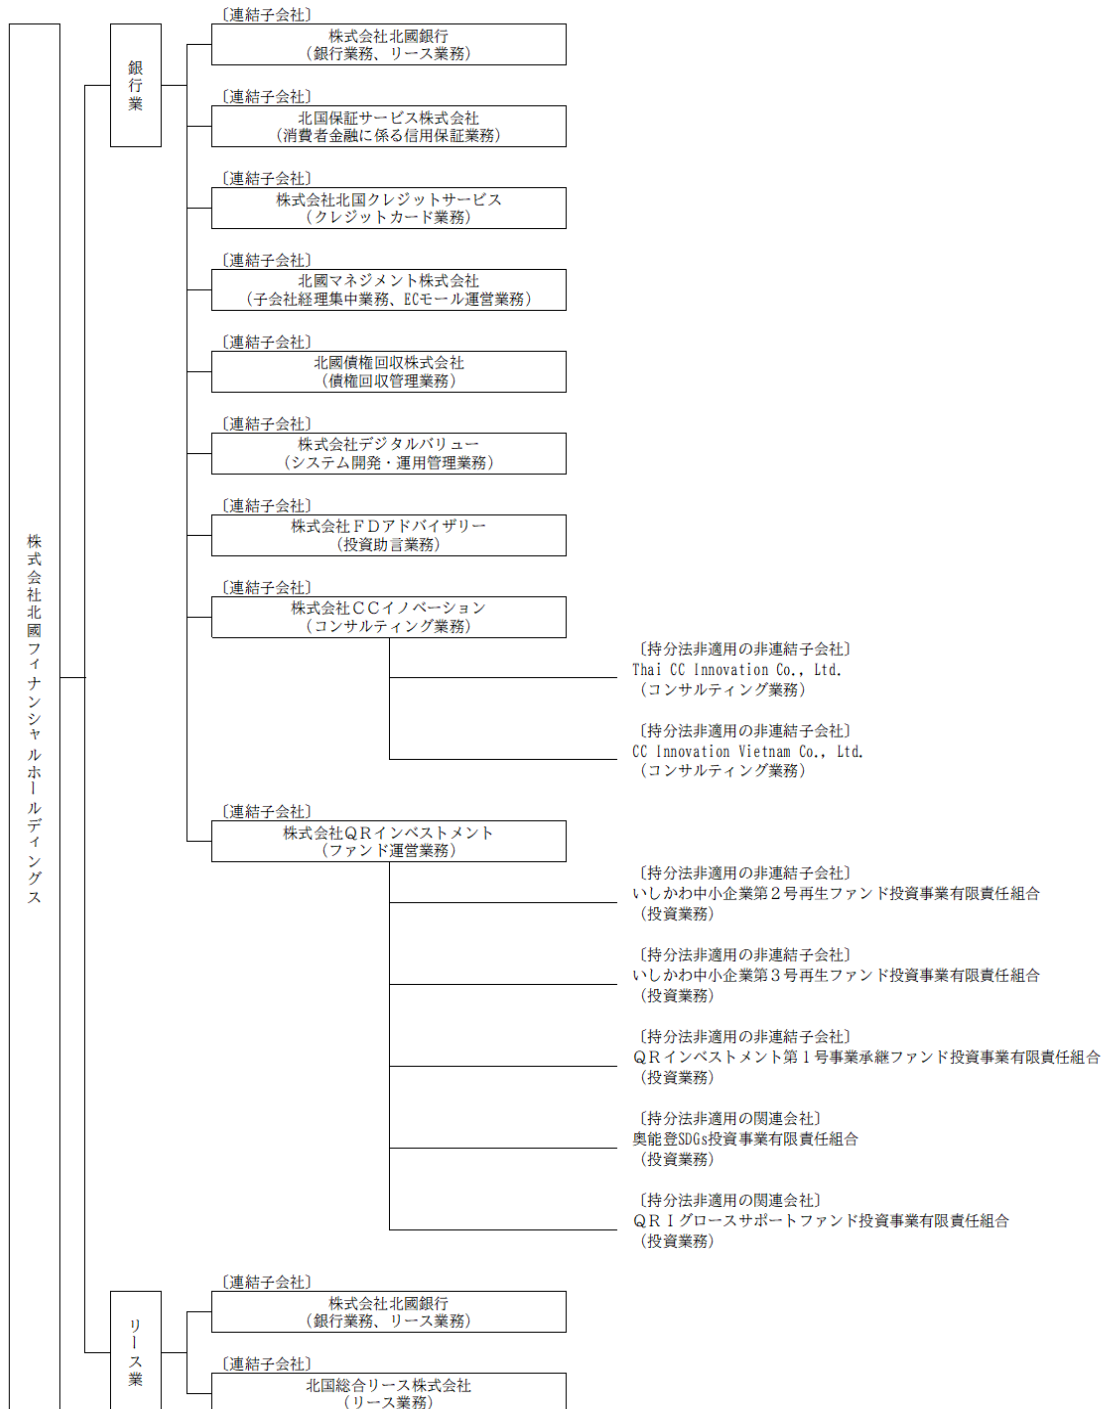 株式会社北國フィナンシャルホールディングス
銀行業
〔連結子会社〕
株式会社北國銀行
（銀行業務、リース業務）
〔連結子会社〕
北国保証サービス株式会社
（消費者金融に係る信用保証業務）
〔連結子会社〕
株式会社北国クレジットサービス
（クレジットカード業務）
〔連結子会社〕
北國マネジメント株式会社
（子会社経理集中業務、ECモール運営業務）
〔連結子会社〕
北國債権回収株式会社
（債権回収管理業務）
〔連結子会社〕
株式会社デジタルバリュー
（システム開発・運用管理業務）
〔連結子会社〕
株式会社ＦＤアドバイザリー
（投資助言業務）
〔連結子会社〕
株式会社ＣＣイノベーション
（コンサルティング業務）
〔持分法非適用の非連結子会社〕
Thai CC Innovation Co., Ltd.
（コンサルティング業務）
〔持分法非適用の非連結子会社〕
CC Innovation Vietnam Co., Ltd.
（コンサルティング業務）
〔連結子会社〕
株式会社ＱＲインベストメント
（ファンド運営業務）
〔持分法非適用の非連結子会社〕
いしかわ中小企業第２号再生ファンド投資事業有限責任組合
（投資業務）
〔持分法非適用の非連結子会社〕
いしかわ中小企業第３号再生ファンド投資事業有限責任組合
（投資業務）
〔持分法非適用の非連結子会社〕
ＱＲインベストメント第１号事業承継ファンド投資事業有限責任組合
（投資業務）
〔持分法非適用の関連会社〕
奥能登SDGs投資事業有限責任組合
（投資業務）
〔持分法非適用の関連会社〕
ＱＲＩグロースサポートファンド投資事業有限責任組合
（投資業務）
リース業
〔連結子会社〕
株式会社北國銀行
（銀行業務、リース業務）
〔連結子会社〕
北国総合リース株式会社
（リース業務）